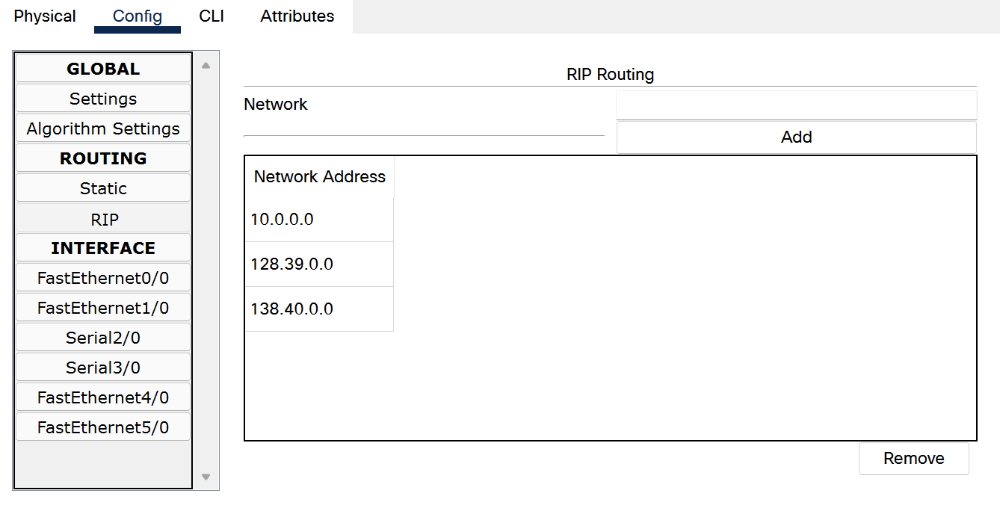 Physical Config CLI Attributes
GLOBAL
Settings
Algorithm Settings
ROUTING
Static
RIP
INTERFACE
FastEthernet0/0
FastEthernet1/0
Serial2/0
Serial3/0
FastEthernet4/0
FastEthernet5/0
RIP Routing
Network
Add
Network Address
10.0.0.0
128.39.0.0
138.40.0.0
Remove